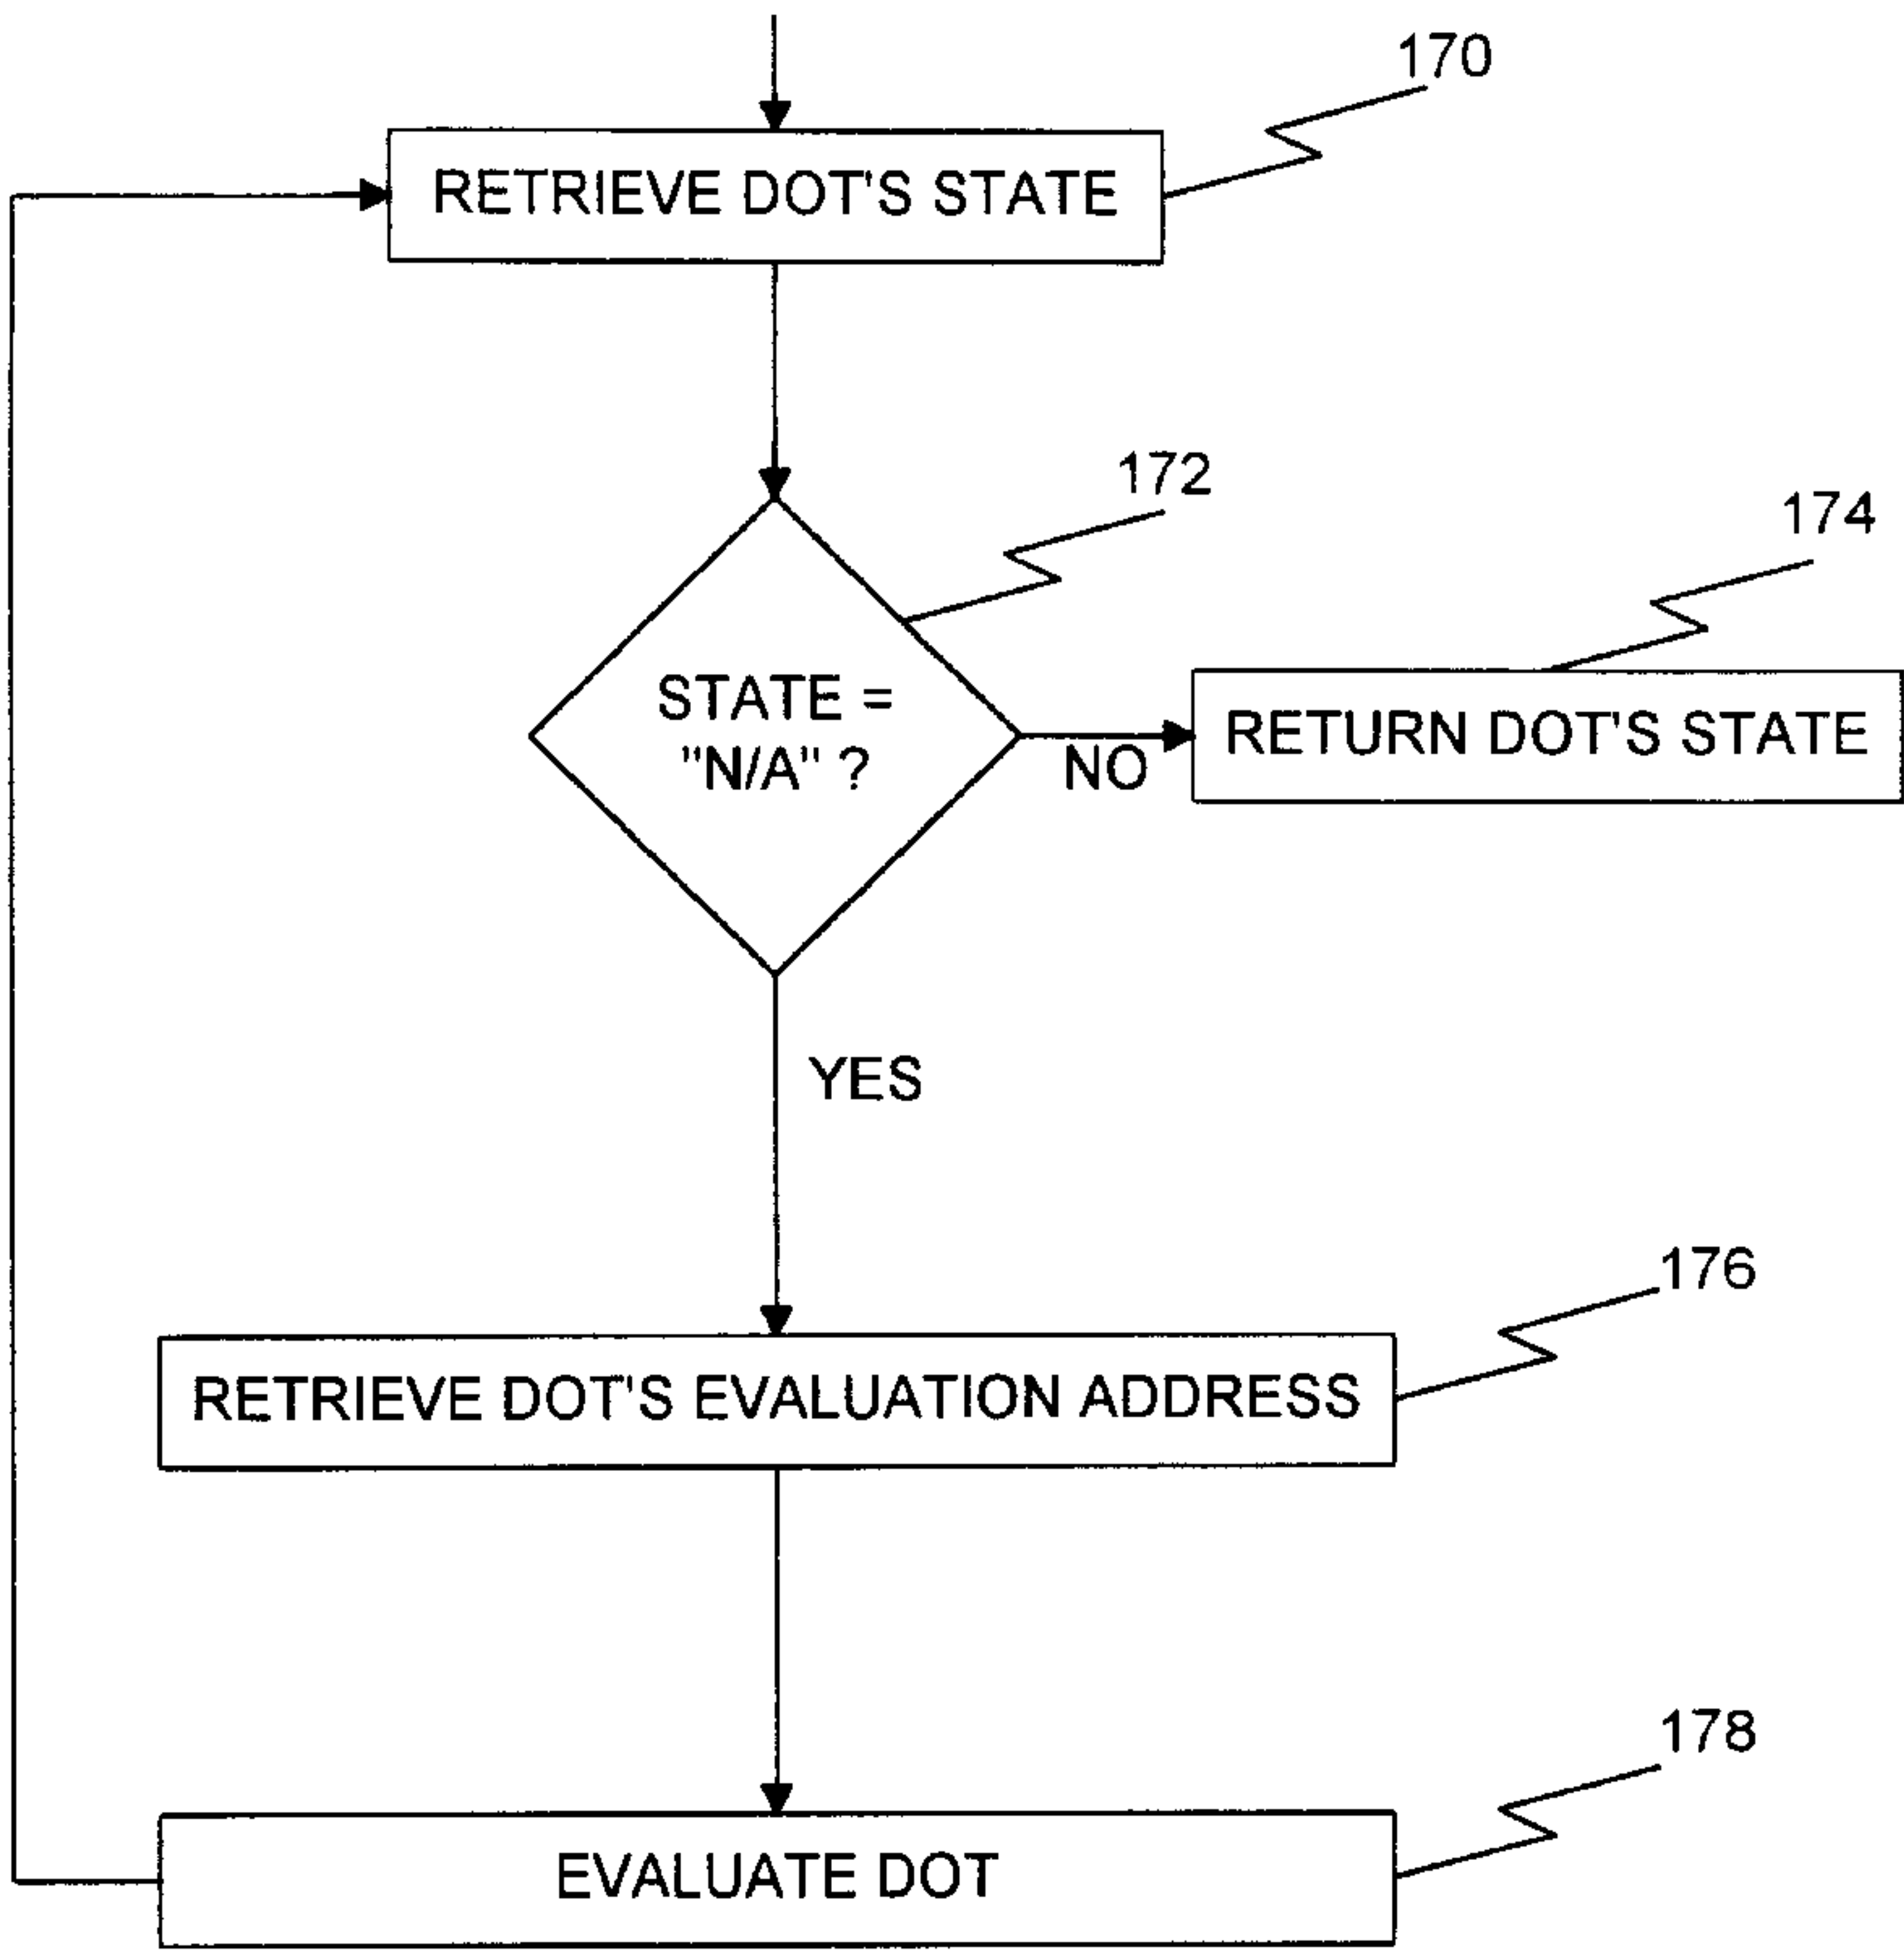 170
RETRIEVE DOT'S STATE
172
174
STATE =
"N/A" ?
NO
RETURN DOT'S STATE
YES
176
RETRIEVE DOT'S EVALUATION ADDRESS
178
EVALUATE DOT